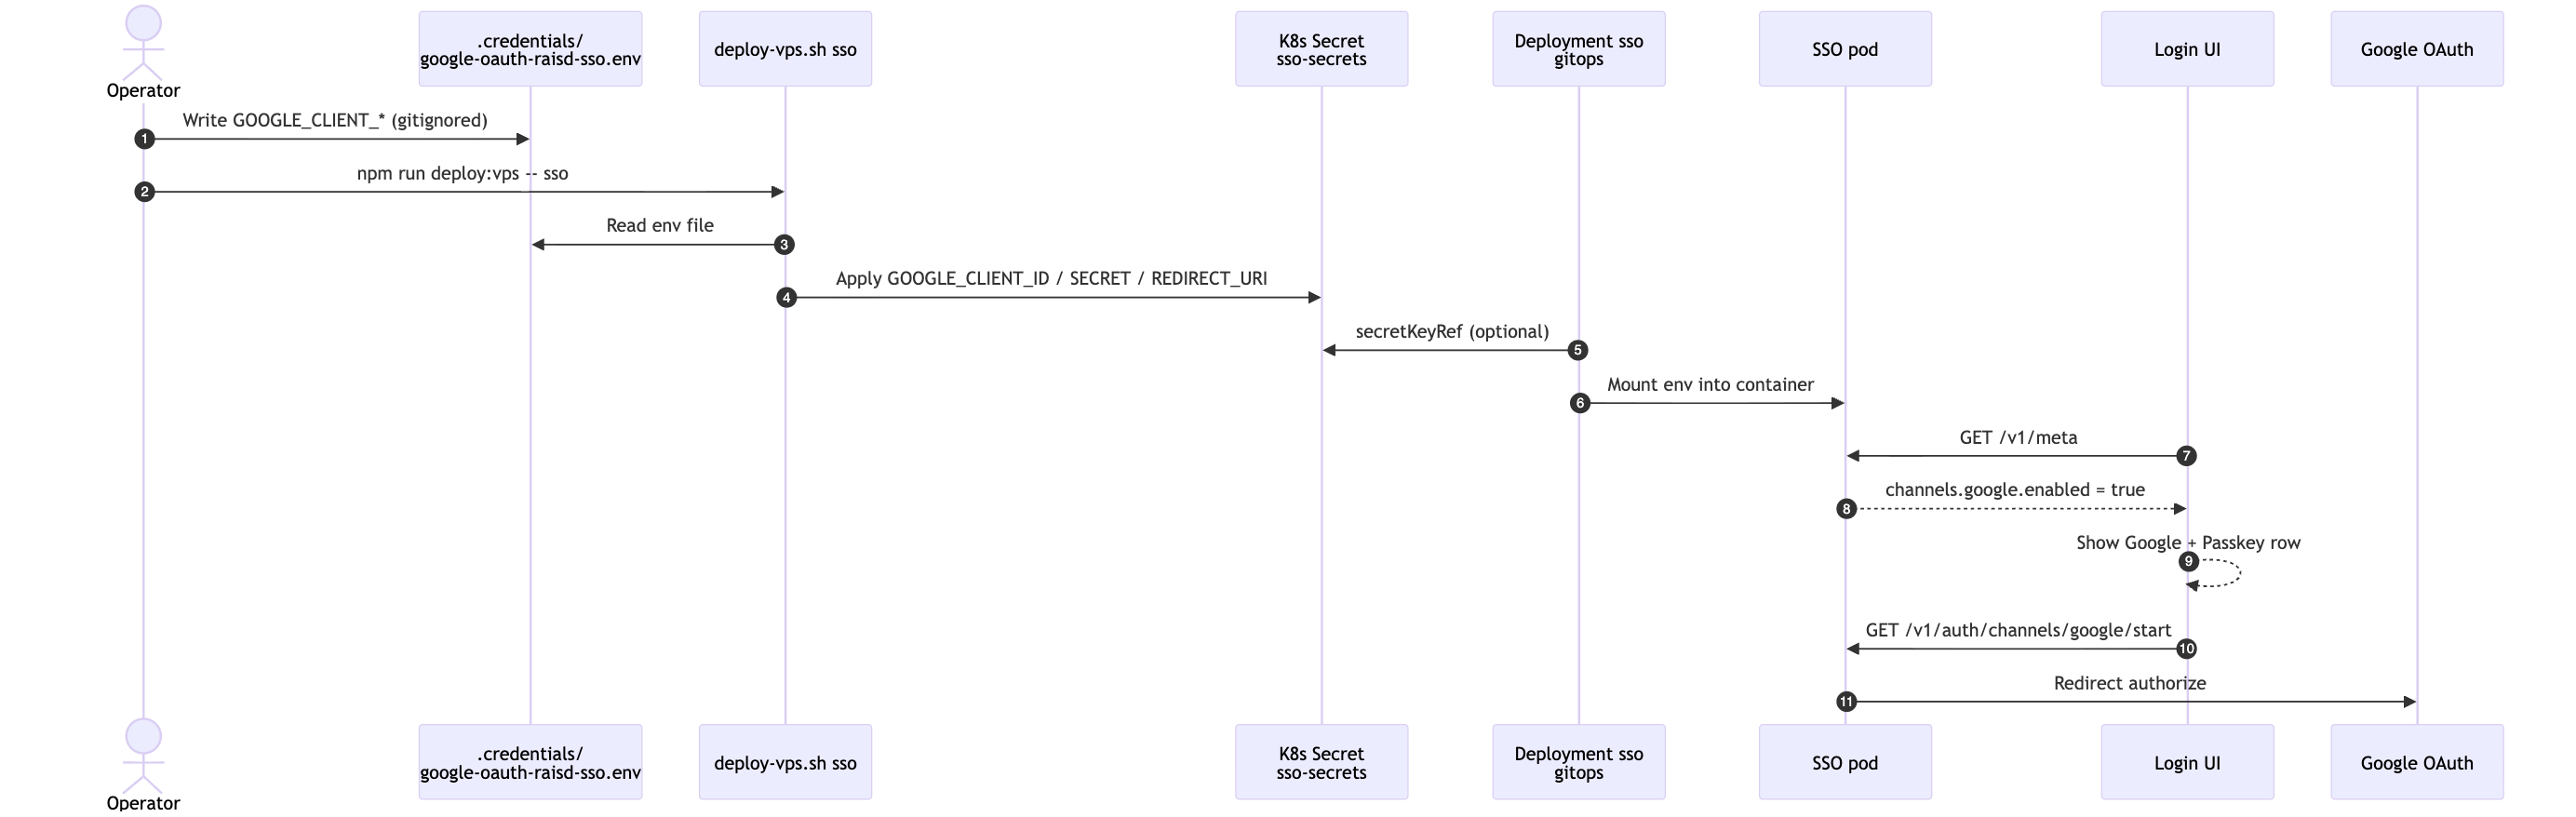 .credentials/
google-oauth-raisd-sso.env
deploy-vps.sh sso
K8s Secret
sso-secrets
Deployment sso
gitops
SSO pod
Login UI
Google OAuth
Operator
Write GOOGLE_CLIENT_* (gitignored)
1
npm run deploy:vps -- sso
2
Read env file
3
Apply GOOGLE_CLIENT_ID / SECRET / REDIRECT_URI
4
secretKeyRef (optional)
5
Mount env into container
6
GET /v1/meta
7
channels.google.enabled = true
8
Show Google + Passkey row
9
GET /v1/auth/channels/google/start
10
Redirect authorize
11
.credentials/
google-oauth-raisd-sso.env
deploy-vps.sh sso
K8s Secret
sso-secrets
Deployment sso
gitops
SSO pod
Login UI
Google OAuth
Operator